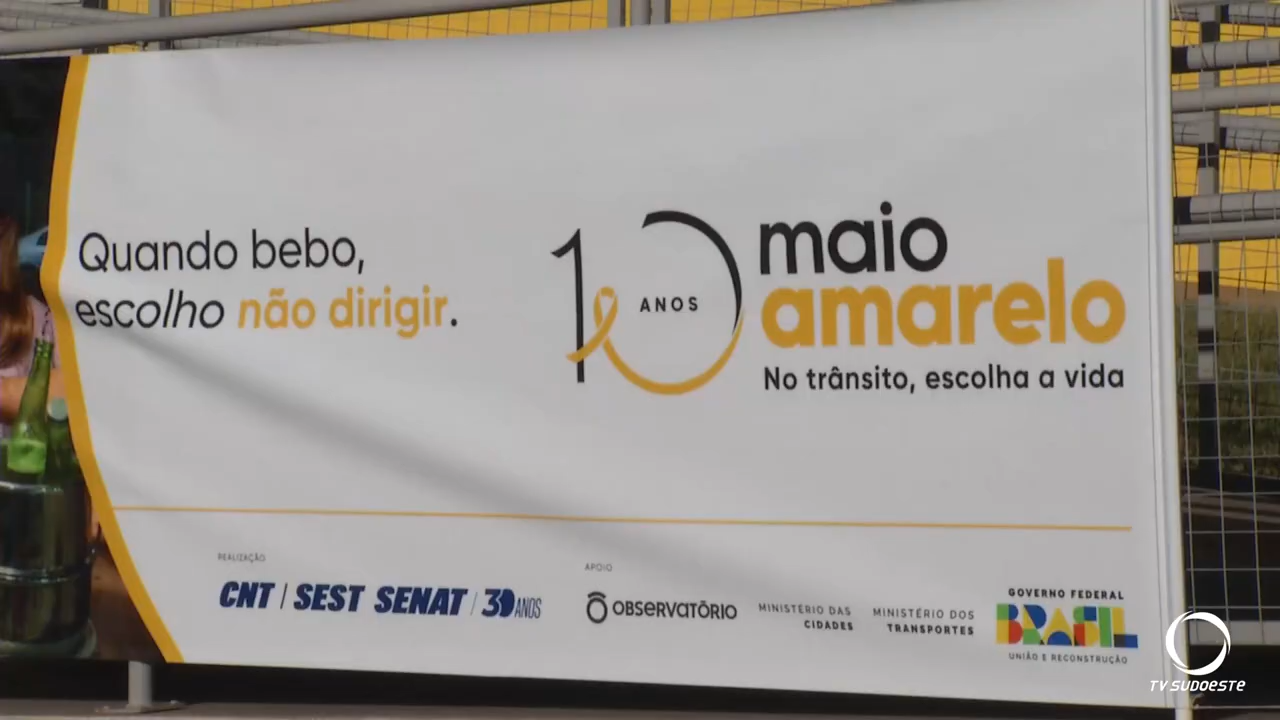 Quando bebo,
escolho não dirigir.
10 ANOS
maio
amarelo
No trânsito, escolha a vida
REALIZAÇÃO
CNT / SEST SENAT / 30 ANOS
APOIO
OBSERVATÓRIO
MINISTÉRIO DAS
CIDADES
MINISTÉRIO DOS
TRANSPORTES
GOVERNO FEDERAL
BRASIL
UNIÃO E RECONSTRUÇÃO
TV SUDOESTE